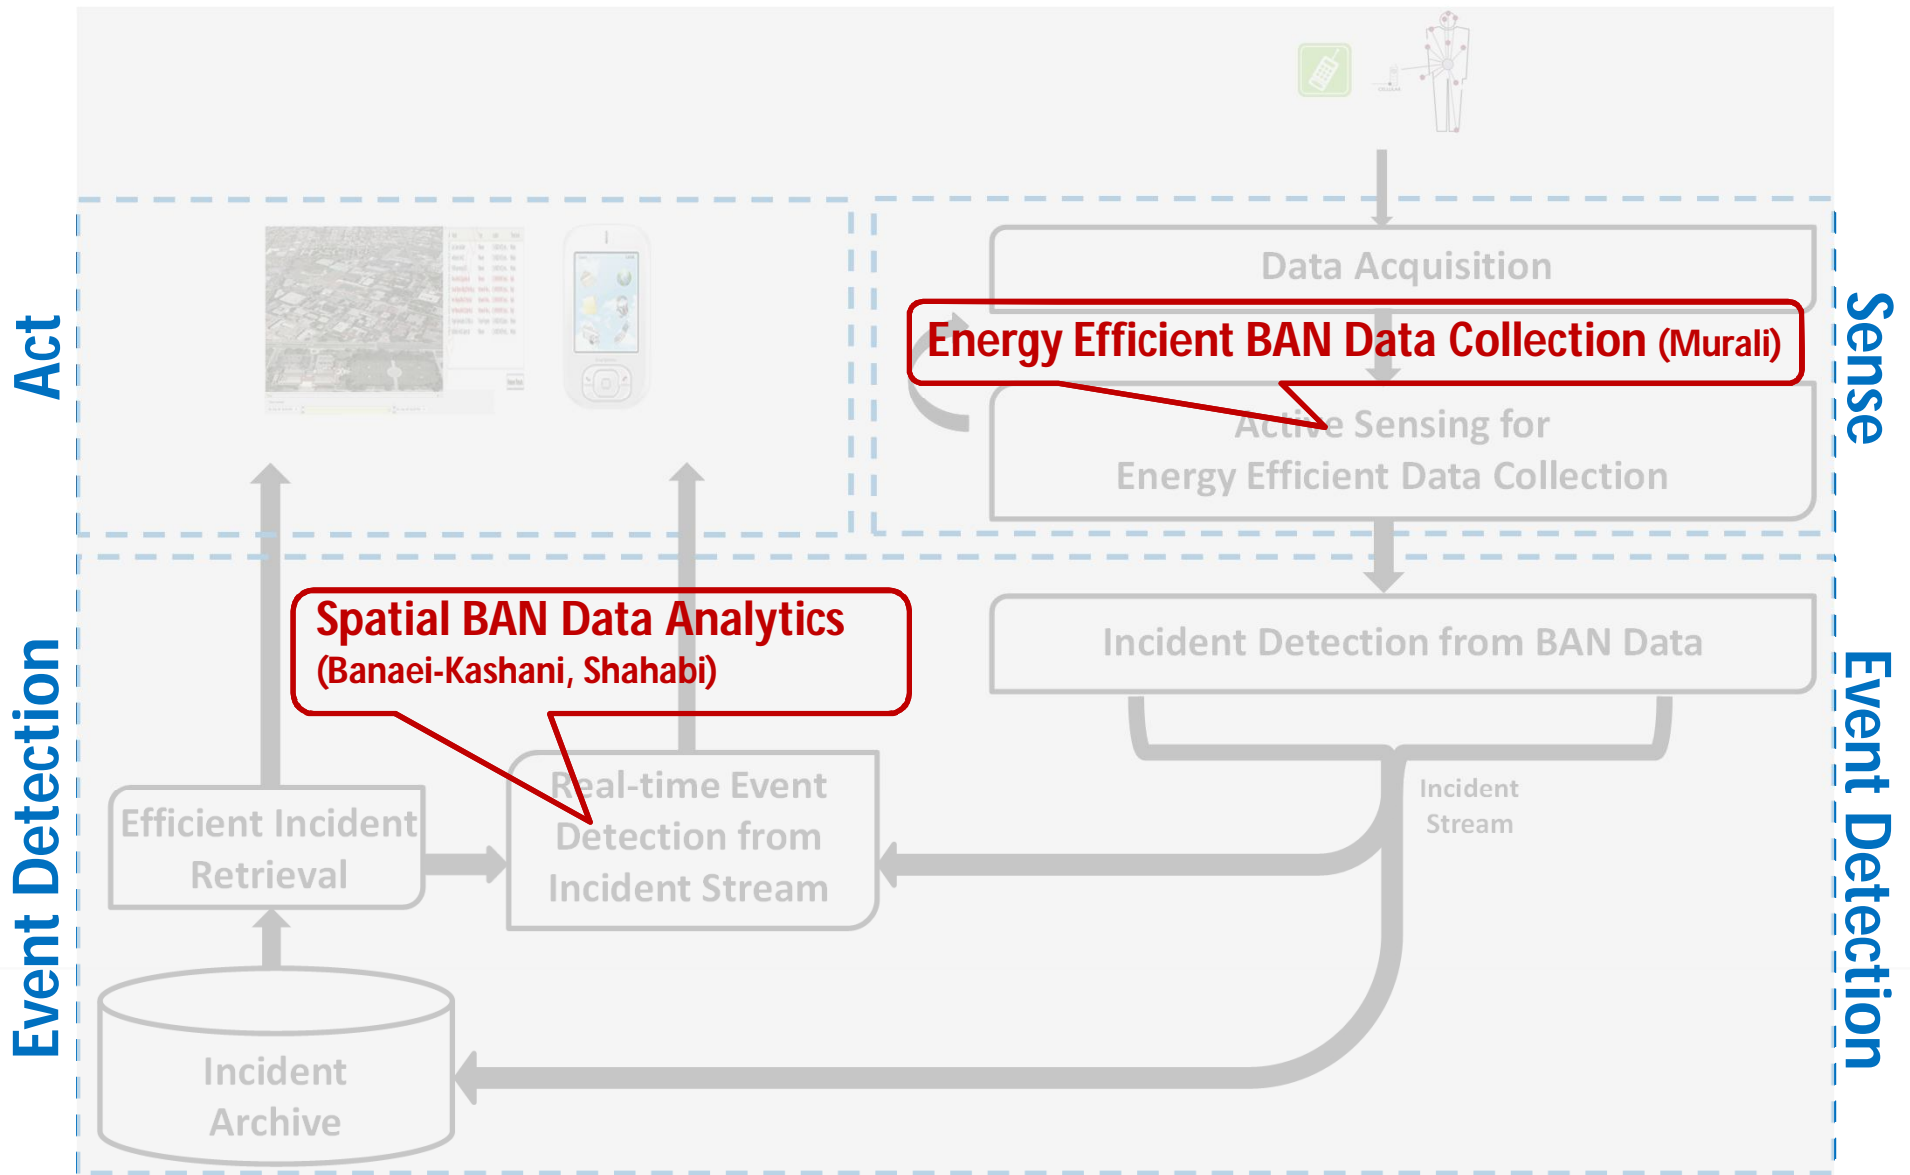 Act
Sense
Data Acquisition
Energy Efficient BAN Data Collection (Murali)
Active Sensing for
Energy Efficient Data Collection
Event Detection
Event Detection
Spatial BAN Data Analytics
(Banaei-Kashani, Shahabi)
Incident Detection from BAN Data
Incident
Stream
Real-time Event
Detection from
Incident Stream
Efficient Incident
Retrieval
Incident
Archive